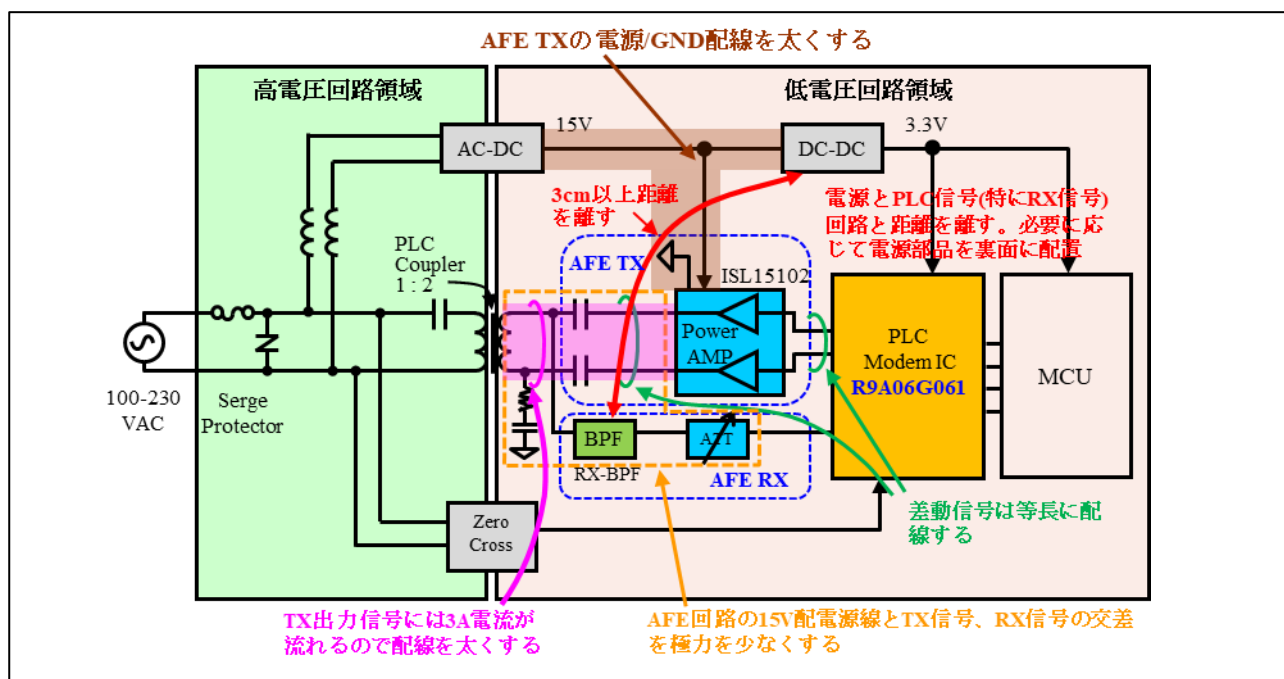 AFE TXの電源/GND配線を太くする
高電圧回路領域
低電圧回路領域
AC-DC
15V
DC-DC
3.3V
3cm以上距離
を離す
電源とPLC信号(特にRX信号)
回路と距離を離す。必要に応
じて電源部品を裏面に配置
PLC
Coupler
1 : 2
AFE TX
ISL15102
Power
AMP
PLC
Modem IC
R9A06G061
MCU
100-230
VAC
Serge
Protector
BPF
ATT
RX-BPF
AFE RX
Zero
Cross
差動信号は等長に配
線する
TX出力信号には3A電流が
流れるので配線を太くする
AFE回路の15V配電源線とTX信号、RX信号の交差
を極力を少なくする